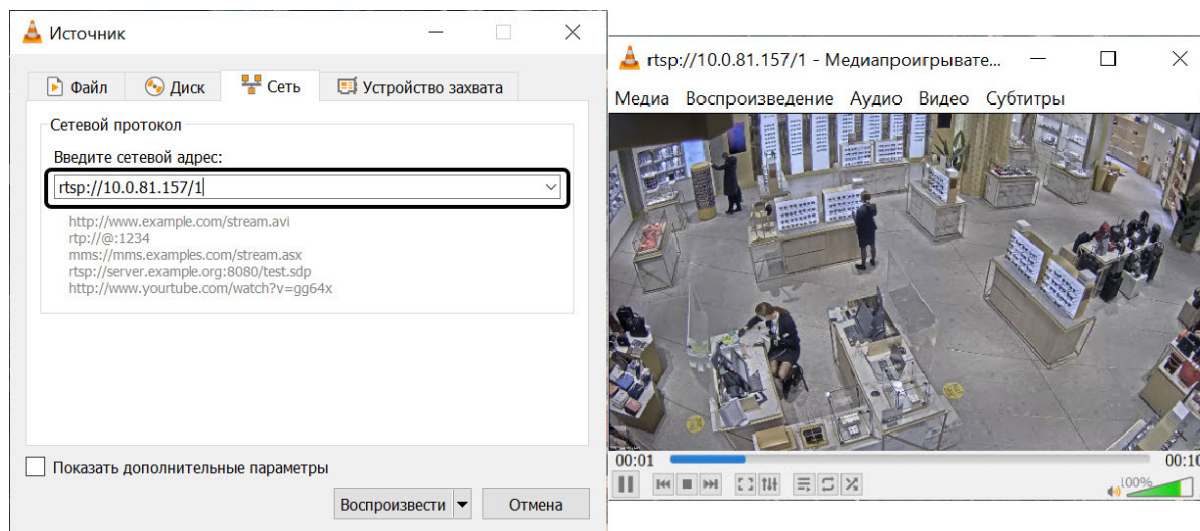 Источник
Файл
Диск
Сеть
Устройство захвата
Сетевой протокол
Введите сетевой адрес:
rtsp://10.0.81.157/1
http://www.example.com/stream.avi
rtp://@:1234
mms://mms.examples.com/stream.asx
rtsp://server.example.org:8080/test.sdp
http://www.yourtube.com/watch?v=gg64x
Показать дополнительные параметры
Воспроизвести
Отмена
rtsp://10.0.81.157/1 - Медиапроигрывате...
Медиа Воспроизведение Аудио Видео Субтитры
00:01
00:10
100%